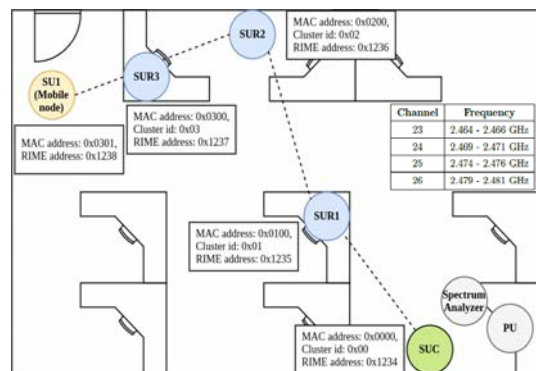 MAC address: 0x0200,
Cluster id: 0x02
RIME address: 0x1236
SUR2
SUR3
SU1
(Mobile
node)
MAC address: 0x0300,
Cluster id: 0x03
RIME address: 0x1237
MAC address: 0x0301,
RIME address: 0x1238
Channel Frequency
23 2.464 - 2.466 GHz
24 2.469 - 2.471 GHz
25 2.474 - 2.476 GHz
26 2.479 - 2.481 GHz
SUR1
MAC address: 0x0100,
Cluster id: 0x01
RIME address: 0x1235
Spectrum
Analyzer
PU
MAC address: 0x0000,
Cluster id: 0x00
RIME address: 0x1234
SUC